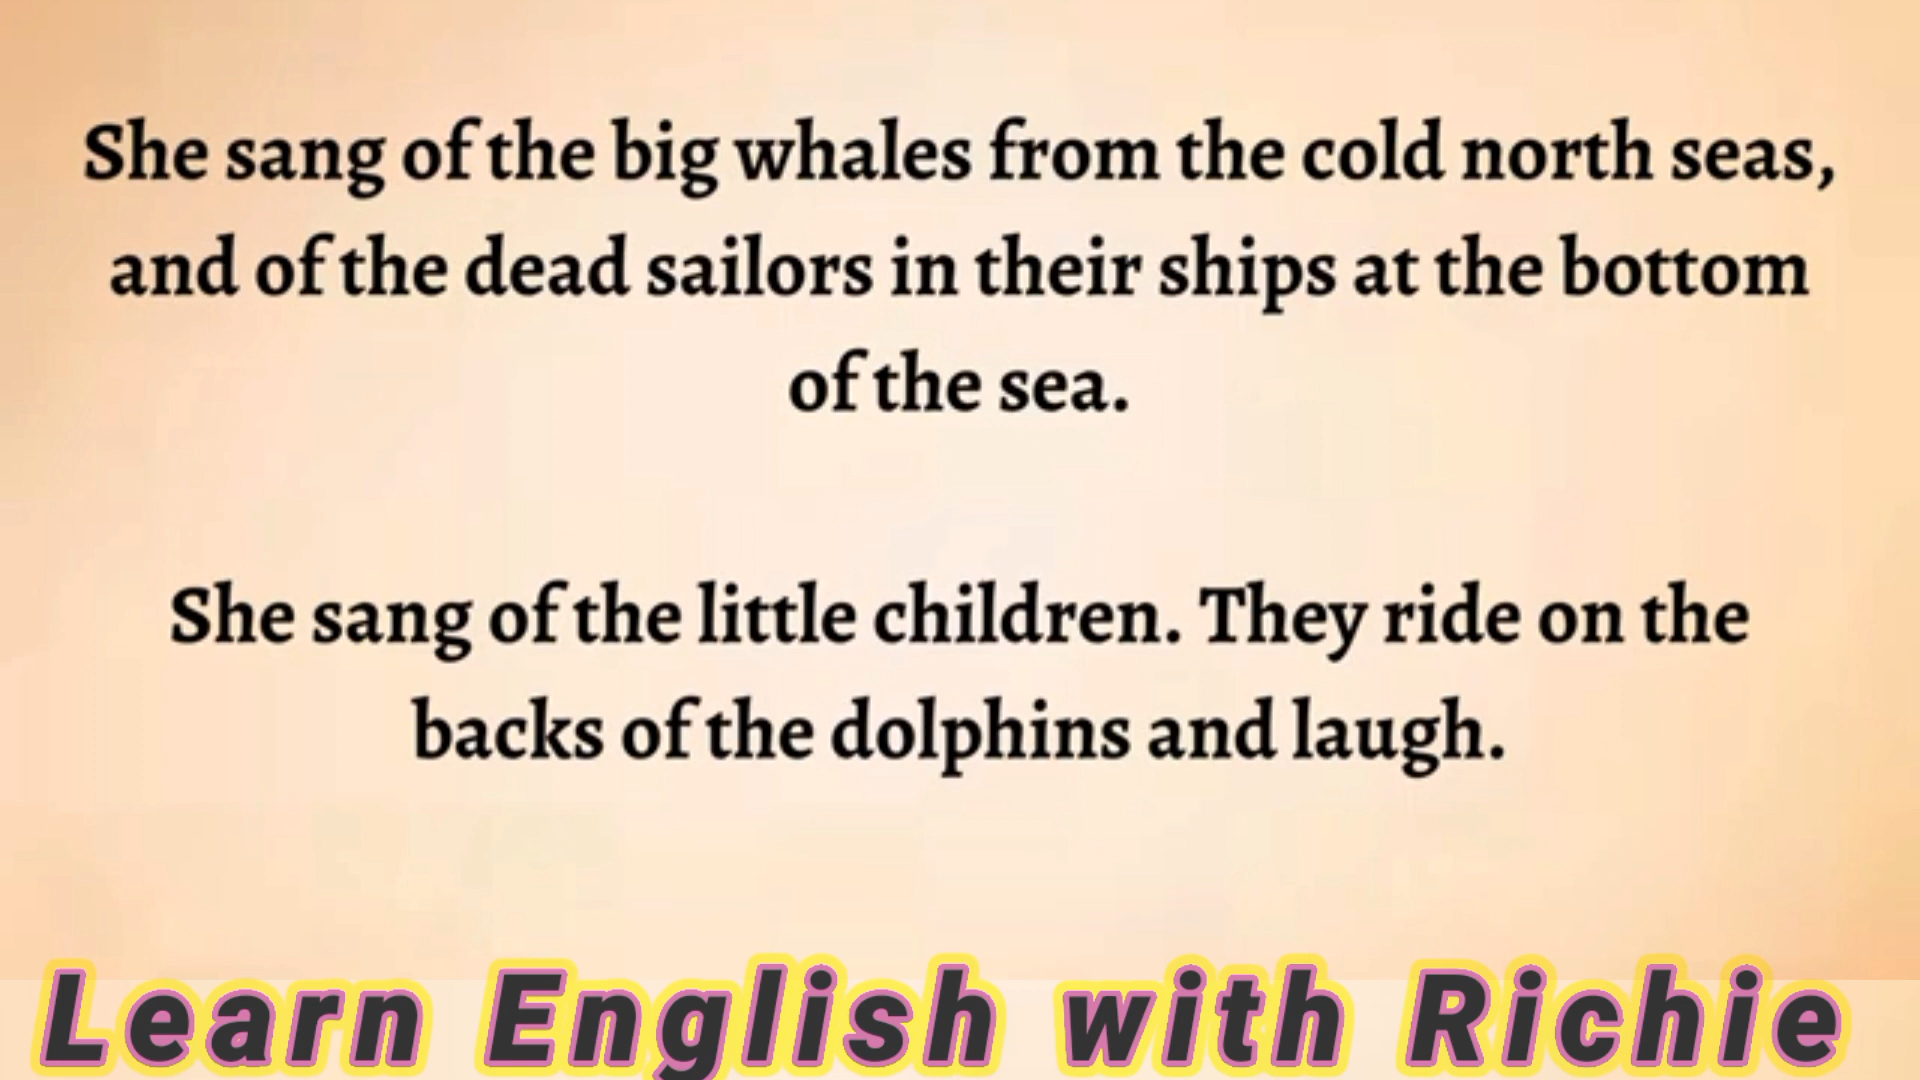 She sang of the big whales from the cold north seas,
and of the dead sailors in their ships at the bottom
of the sea.
She sang of the little children. They ride on the
backs of the dolphins and laugh.
Learn English with Richie